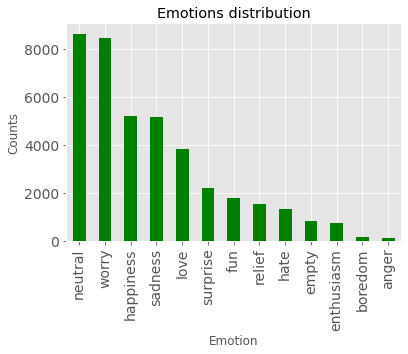 Emotions distribution
Counts
8000
6000
4000
2000
0
neutral
worry
happiness
sadness
love
surprise
fun
relief
hate
empty
enthusiasm
boredom
anger
Emotion